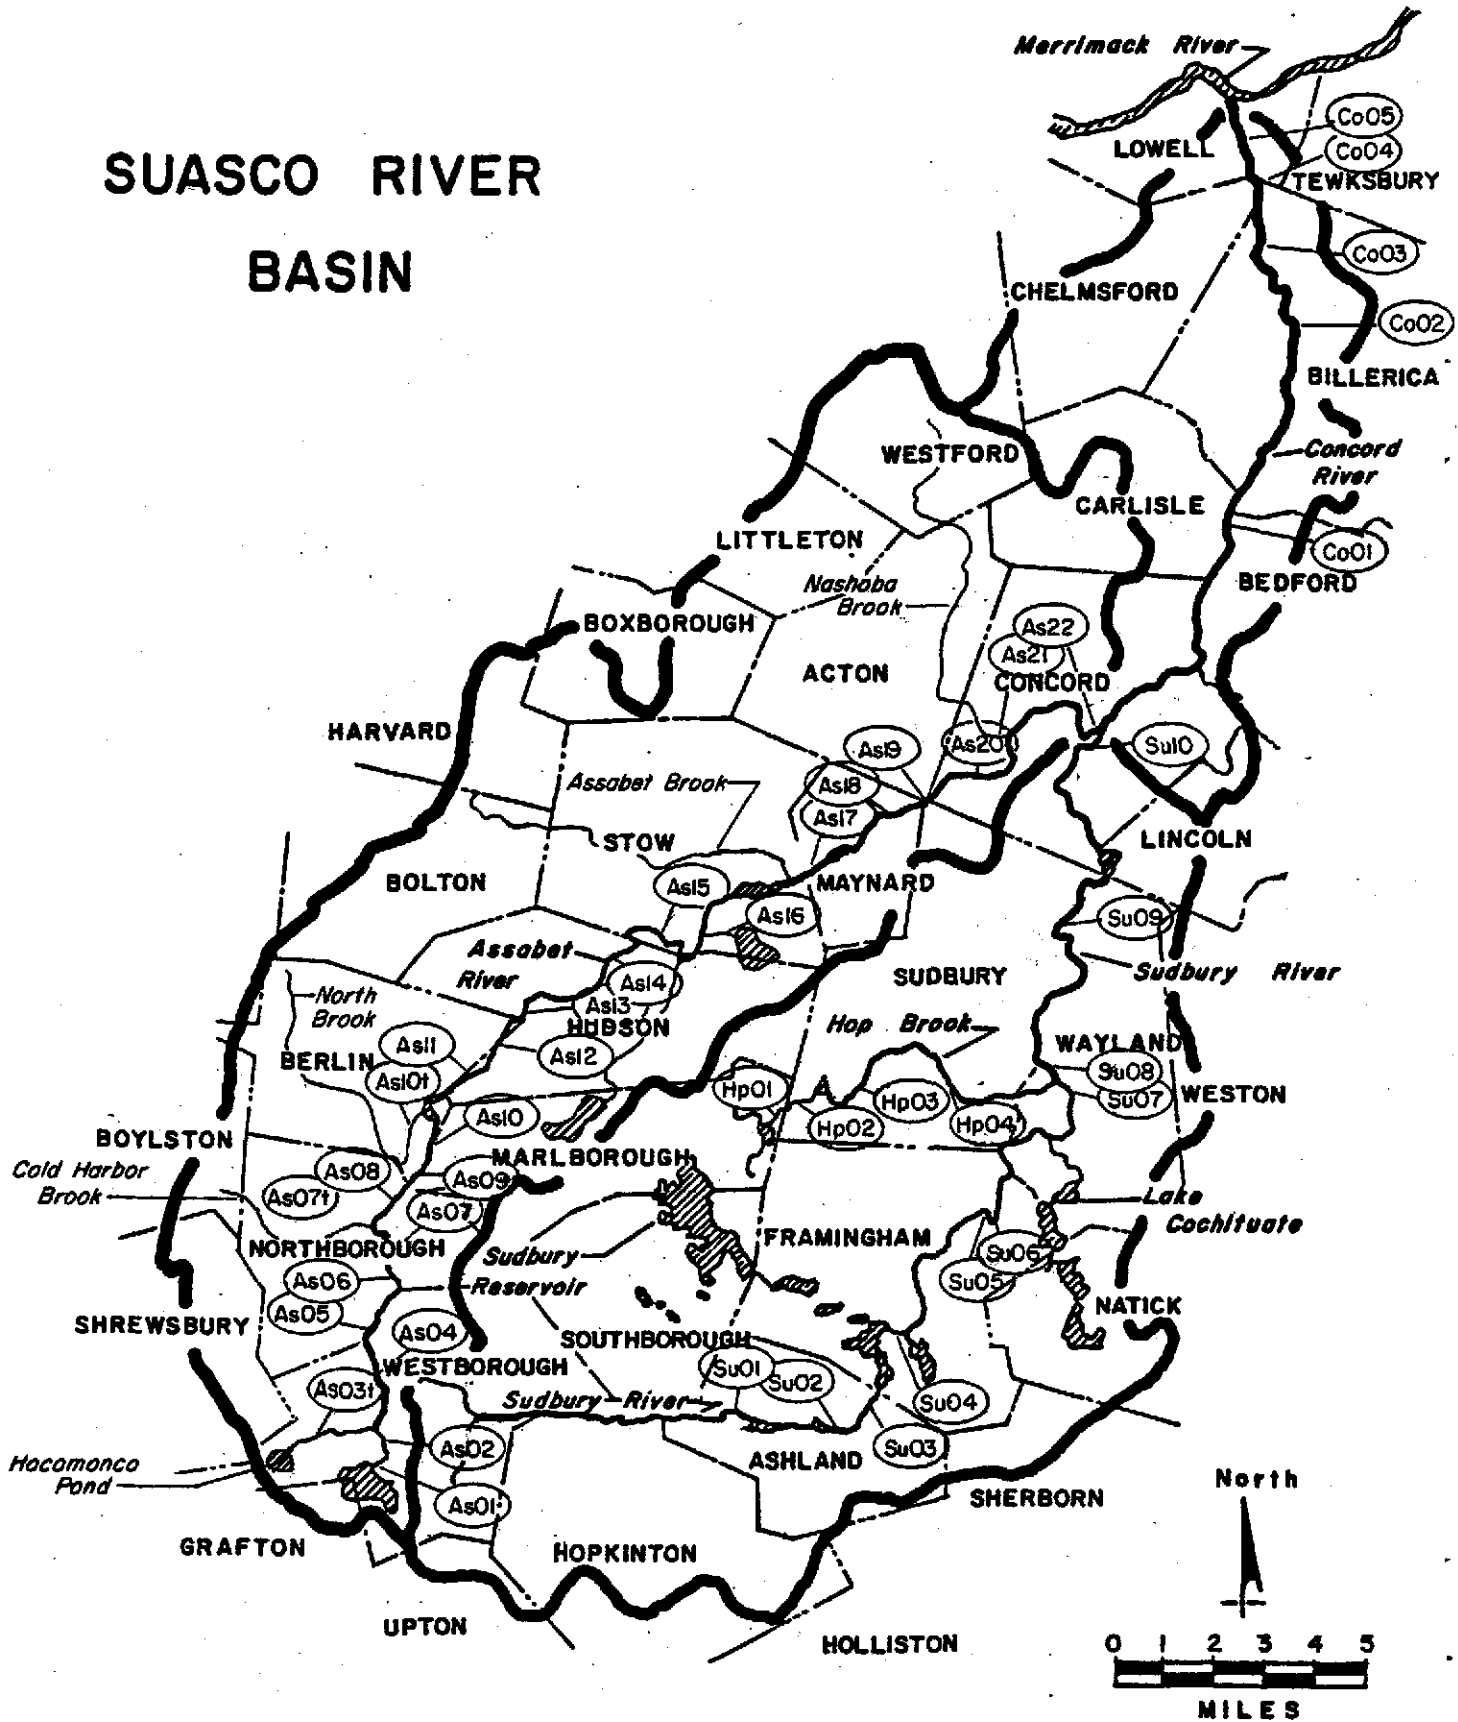 SUASCO RIVER
BASIN
Merrimack River
Co05
LOWELL
Co04
TEWKSBURY
Co03
CHELMSFORD
Co02
BILLERICA
Concord
River
WESTFORD
CARLISLE
LITTLETON
Co01
Nashoba
Brook
BEDFORD
BOXBOROUGH
As22
As21
ACTON
CONCORD
HARVARD
As19
As20
Su10
Assabet Brook
As18
As17
STOW
LINCOLN
BOLTON
As15
MAYNARD
As16
Su09
Assabet
River
SUDBURY
Sudbury River
As14
As13
North
Brook
HUDSON
Hop Brook
As11
BERLIN
As12
WAYLAND
As10t
Su08
Su07
WESTON
Hp01
Hp03
As10
Hp02
Hp04
BOYLSTON
MARLBOROUGH
Cold Harbor
Brook
As08
As09
As07t
As07
Lake
Cochituate
NORTHBOROUGH
Sudbury
Reservoir
FRAMINGHAM
Su06
As06
Su05
As05
NATICK
SHREWSBURY
As04
SOUTHBOROUGH
WESTBOROUGH
Su01
Su02
As03t
Sudbury River
Su04
As02
Su03
Hocomonco
Pond
ASHLAND
As01
SHERBORN
North
GRAFTON
HOPKINTON
UPTON
HOLLISTON
0 1 2 3 4 5
MILES